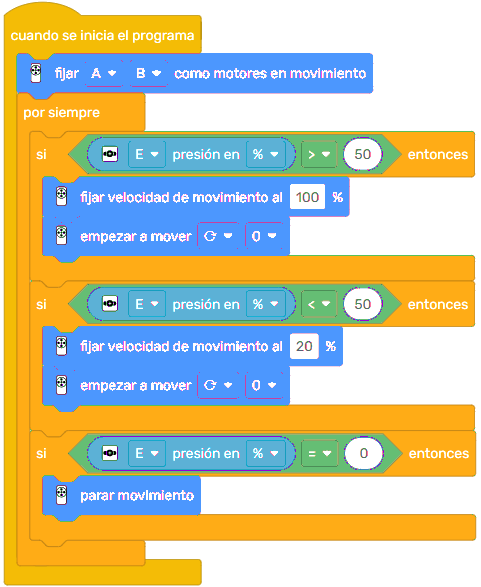 cuando se inicia el programa
fijar A B como motores en movimiento
por siempre
si E presión en % > 50 entonces
fijar velocidad de movimiento al 100 %
empezar a mover 0
si E presión en % < 50 entonces
fijar velocidad de movimiento al 20 %
empezar a mover 0
si E presión en % = 0 entonces
parar movimiento